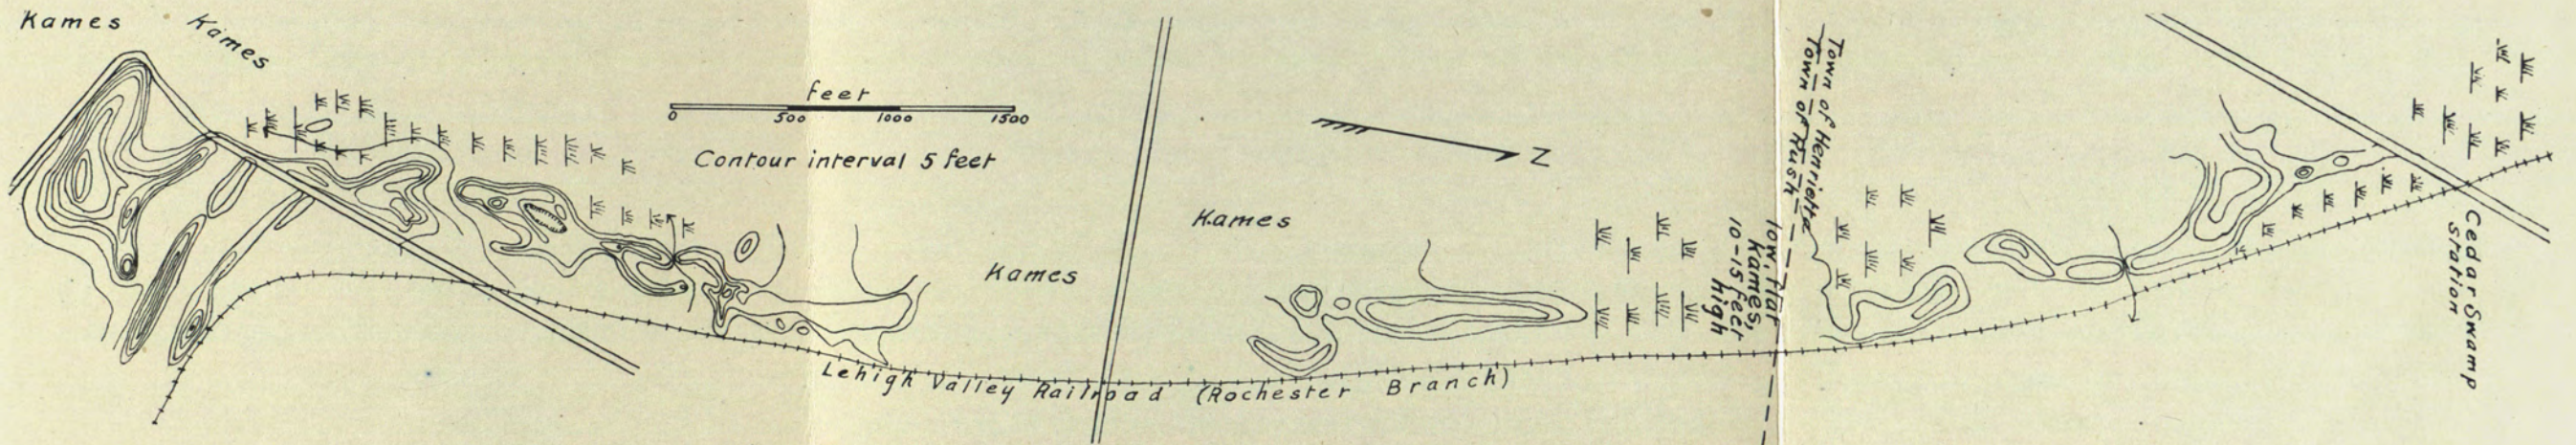 Kames
Kames
feet
0 500 1000 1500
Contour interval 5 feet
N
Kames
Kames
Town of Henrietta
Town of Rush
low, flat
kames,
10-15 feet
high
Cedar Swamp
Station
Lehigh Valley Railroad (Rochester Branch)